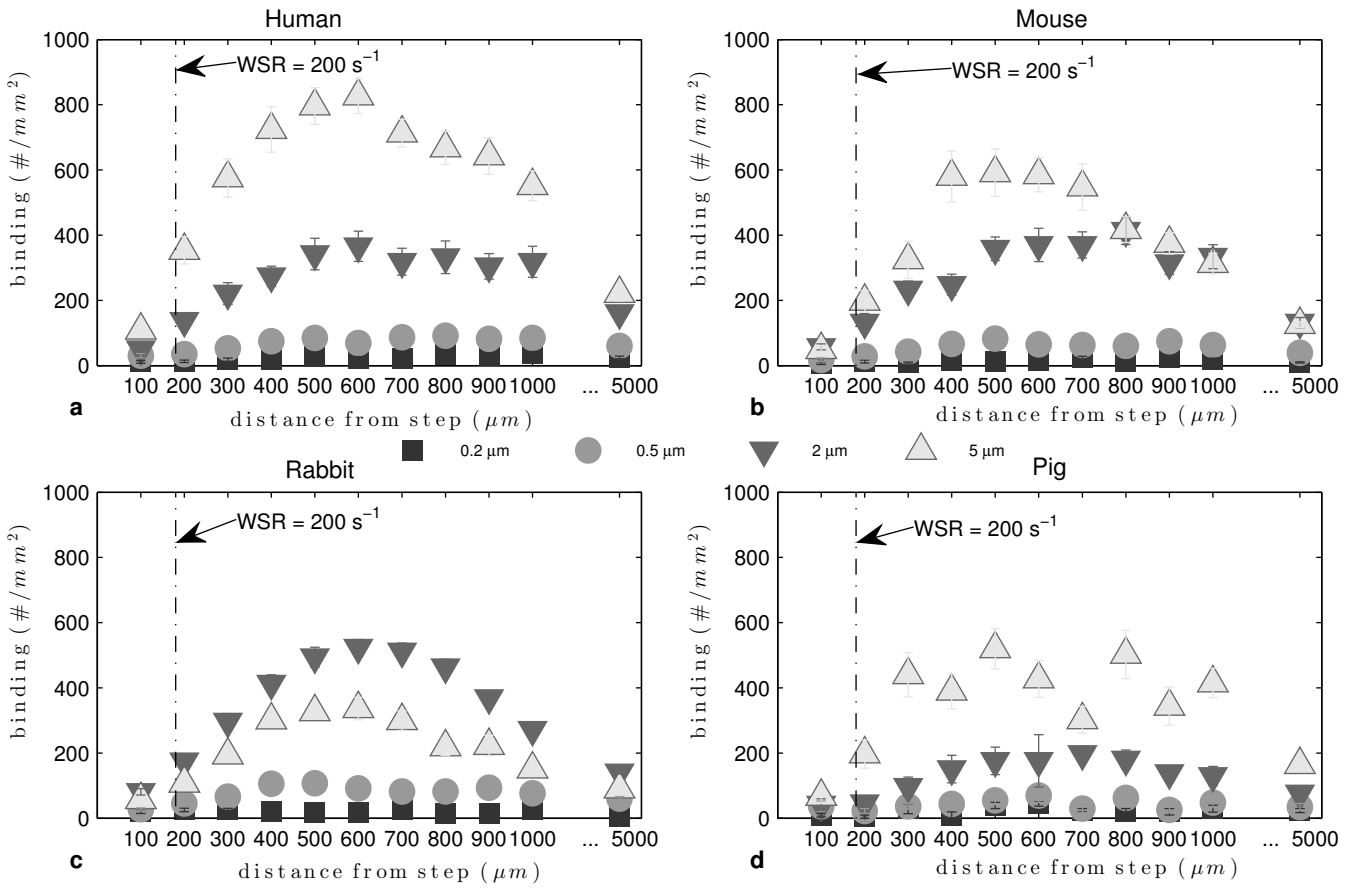 Human
1000
800
600
400
200
0
binding (#/mm²)
WSR = 200 s⁻¹
100 200 300 400 500 600 700 800 900 1000 ... 5000
a
distance from step (μm)
Mouse
1000
800
600
400
200
0
binding (#/mm²)
WSR = 200 s⁻¹
100 200 300 400 500 600 700 800 900 1000 ... 5000
b
distance from step (μm)
0.2 μm 0.5 μm 2 μm 5 μm
Rabbit
1000
800
600
400
200
0
binding (#/mm²)
WSR = 200 s⁻¹
100 200 300 400 500 600 700 800 900 1000 ... 5000
c
distance from step (μm)
Pig
1000
800
600
400
200
0
binding (#/mm²)
WSR = 200 s⁻¹
100 200 300 400 500 600 700 800 900 1000 ... 5000
d
distance from step (μm)